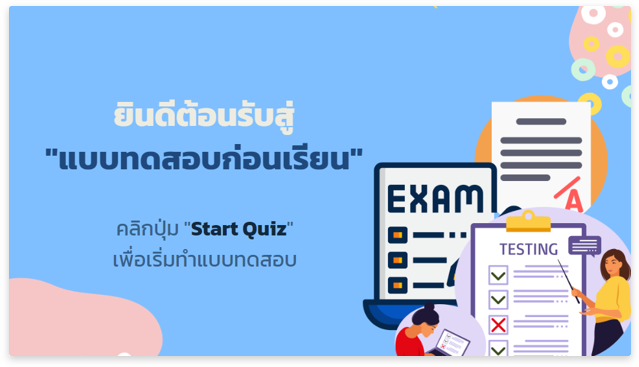 ยินดีต้อนรับสู่
"แบบทดสอบก่อนเรียน"
คลิกปุ่ม "Start Quiz"
เพื่อเริ่มทำแบบทดสอบ
EXAM
A
TESTING